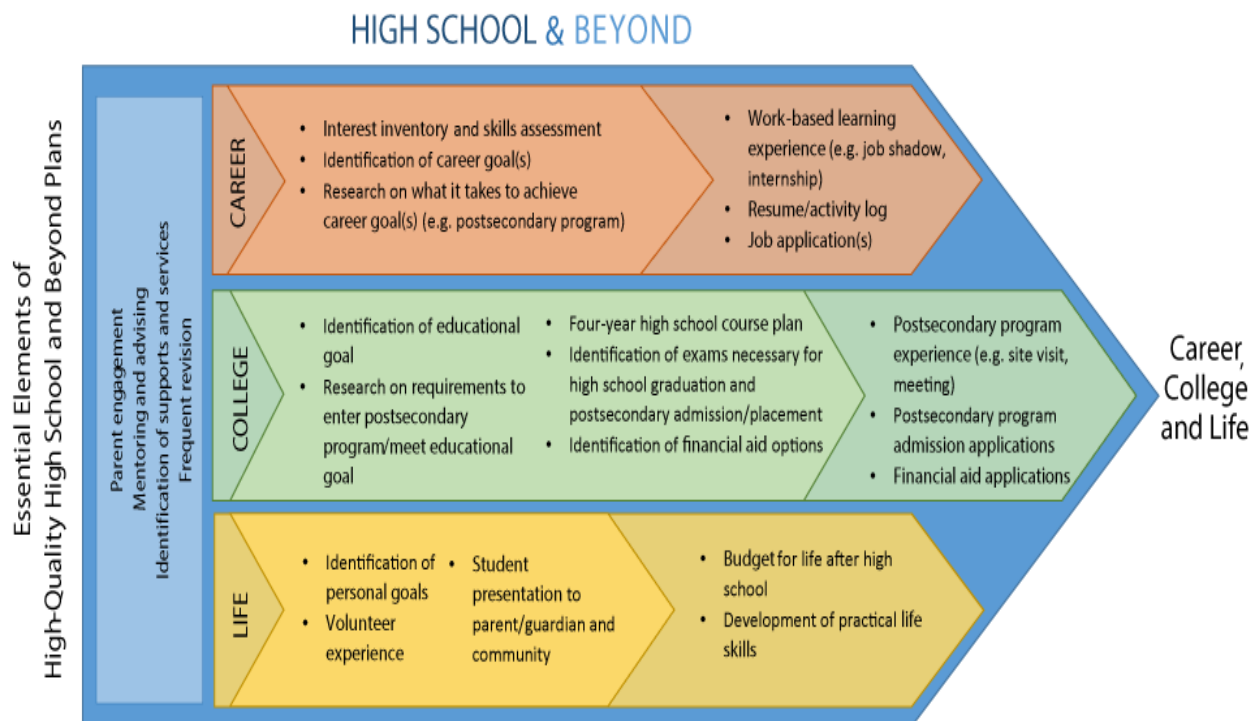 HIGH SCHOOL & BEYOND
Essential Elements of
High-Quality High School and Beyond Plans
Parent engagement
Mentoring and advising
Identification of supports and services
Frequent revision
CAREER
• Interest inventory and skills assessment
• Identification of career goal(s)
• Research on what it takes to achieve
career goal(s) (e.g. postsecondary program)
• Work-based learning
experience (e.g. job shadow,
internship)
• Resume/activity log
• Job application(s)
COLLEGE
• Identification of educational
goal
• Research on requirements to
enter postsecondary
program/meet educational
goal
• Four-year high school course plan
• Identification of exams necessary for
high school graduation and
postsecondary admission/placement
• Identification of financial aid options
• Postsecondary program
experience (e.g. site visit,
meeting)
• Postsecondary program
admission applications
• Financial aid applications
LIFE
• Identification of
personal goals
• Volunteer
experience
• Student
presentation to
parent/guardian and
community
• Budget for life after high
school
• Development of practical life
skills
Career,
College
and Life